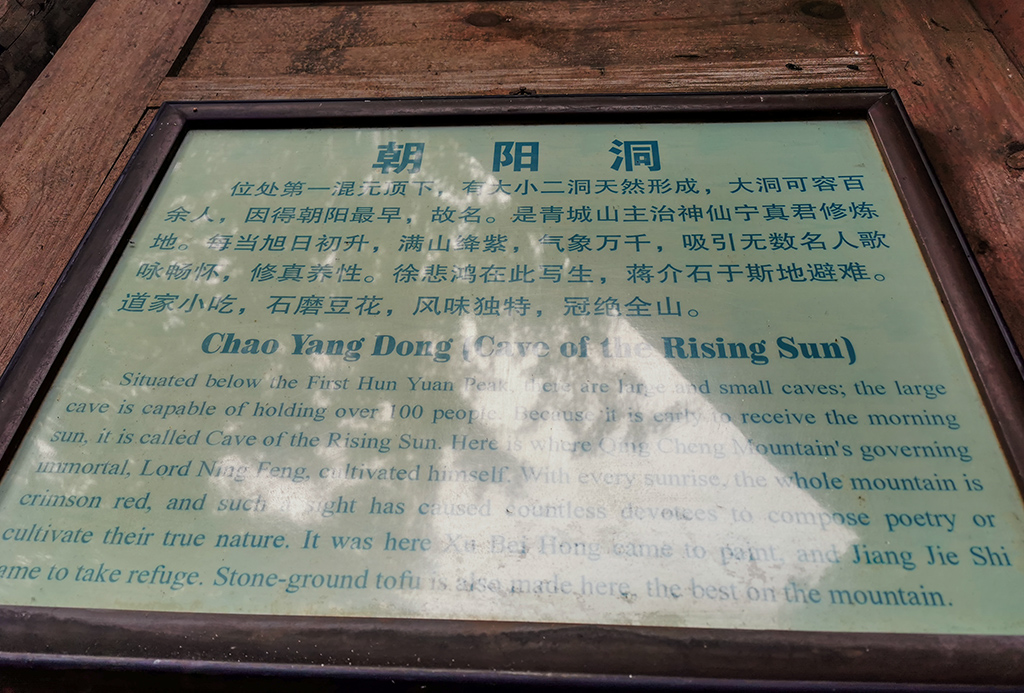 朝阳洞
位处第一混元顶下，有大小二洞天然形成，大洞可容百
余人，因得朝阳最早，故名。是青城山主治神仙宁真君修炼
地。每当旭日初升，满山绛紫，气象万千，吸引无数名人歌
咏畅怀，修真养性。徐悲鸿在此写生，蒋介石于斯地避难。
道家小吃，石磨豆花，风味独特，冠绝全山。
Chao Yang Dong (Cave of the Rising Sun)
Situated below the First Hun Yuan Peak, there are large and small caves; the large
cave is capable of holding over 100 people. Because it is early to receive the morning
sun, it is called Cave of the Rising Sun. Here is where Qing Cheng Mountain's governing
immortal, Lord Ning Feng, cultivated himself. With every sunrise, the whole mountain is
crimson red, and such a sight has caused countless devotees to compose poetry or
cultivate their true nature. It was here Xu Bei Hong came to paint, and Jiang Jie Shi
ame to take refuge. Stone-ground tofu is also made here, the best on the mountain.